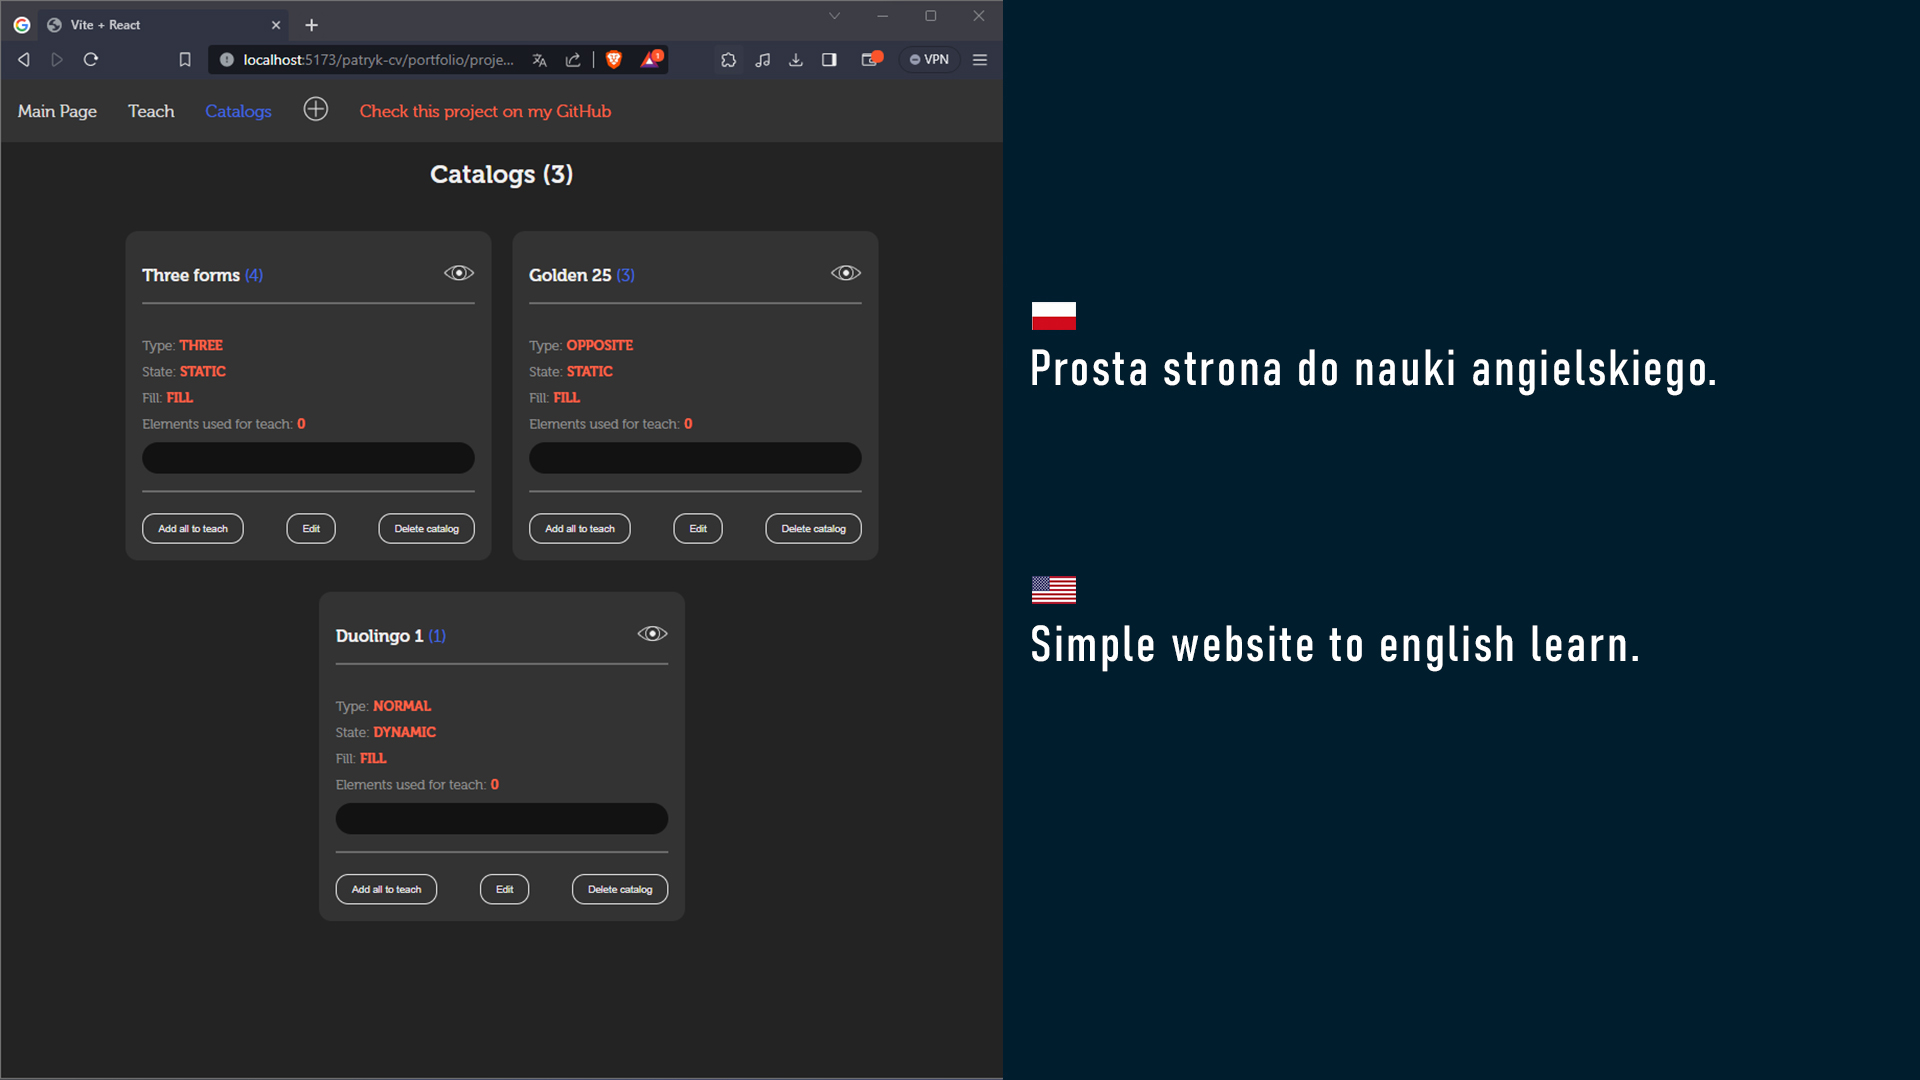 Vite + React
localhost:5173/patryk-cv/portfolio/proje...
1
VPN
Main Page
Teach
Catalogs
Check this project on my GitHub
Catalogs (3)
Three forms (4)
Type: THREE
State: STATIC
Fill: FILL
Elements used for teach: 0
Add all to teach
Edit
Delete catalog
Golden 25 (3)
Type: OPPOSITE
State: STATIC
Fill: FILL
Elements used for teach: 0
Add all to teach
Edit
Delete catalog
Duolingo 1 (1)
Type: NORMAL
State: DYNAMIC
Fill: FILL
Elements used for teach: 0
Add all to teach
Edit
Delete catalog
Prosta strona do nauki angielskiego.
Simple website to english learn.